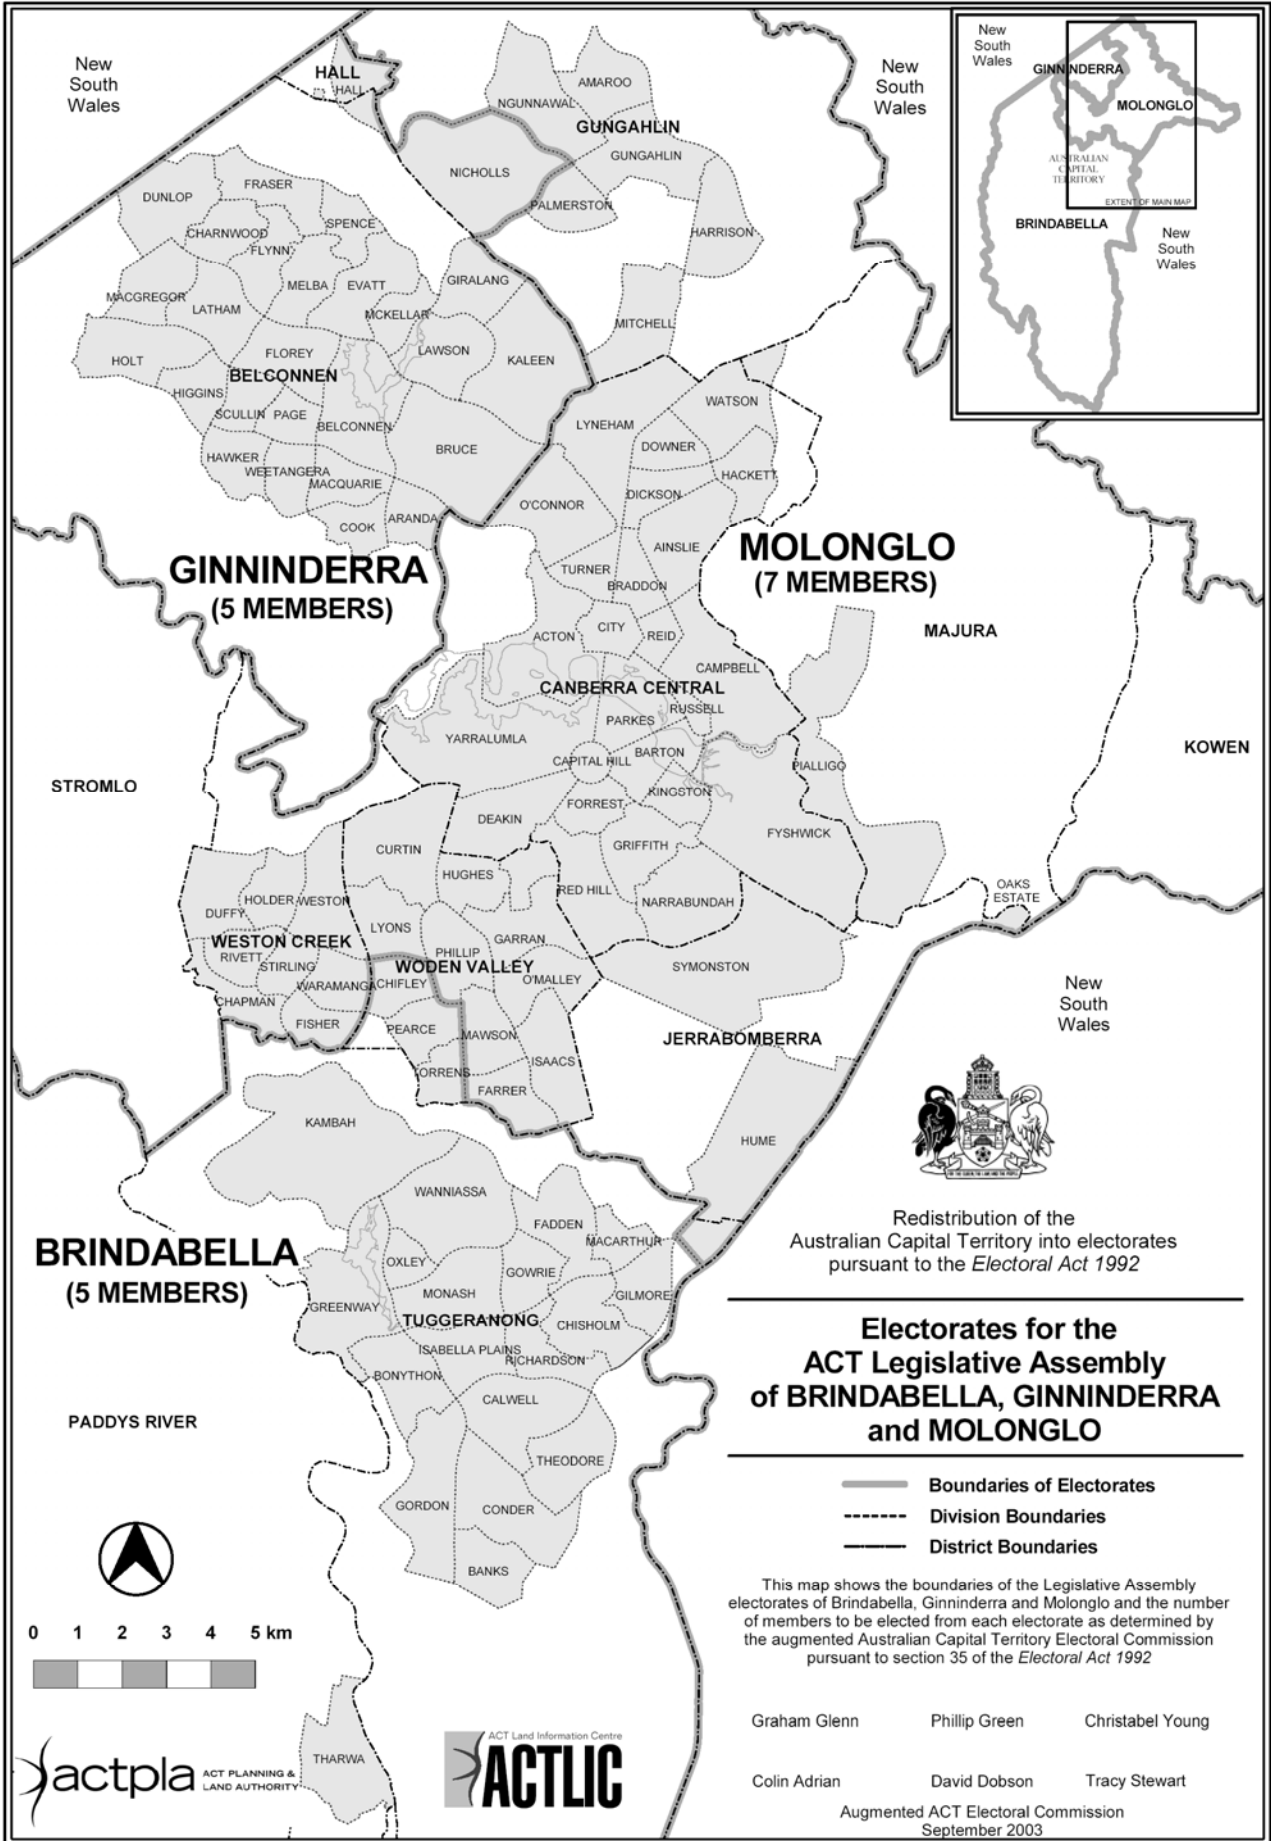 New
South
Wales
HALL
HALL
NGUNNAWAL
AMAROO
GUNGAHLIN
GUNGAHLIN
NICHOLLS
PALMERSTON
HARRISON
MITCHELL
New
South
Wales
New
South
Wales
GINNINDERRA
MOLONGLO
AUSTRALIAN
CAPITAL
TERRITORY
EXTENT OF MAIN MAP
BRINDABELLA
New
South
Wales
DUNLOP
FRASER
SPENCE
CHARNWOOD
FLYNN
MACGREGOR
LATHAM
MELBA
EVATT
GIRALANG
MCKELLAR
HOLT
FLOREY
LAWSON
KALEEN
BELCONNEN
HIGGINS
SCULLIN
PAGE
BELCONNEN
BRUCE
HAWKER
WEETANGERA
MACQUARIE
COOK
ARANDA
GINNINDERRA
(5 MEMBERS)
WATSON
LYNEHAM
DOWNER
HACKETT
DICKSON
O'CONNOR
AINSLIE
TURNER
BRADDON
MOLONGLO
(7 MEMBERS)
MAJURA
KOWEN
CITY
ACTON
REID
CAMPBELL
CANBERRA CENTRAL
RUSSELL
PARKES
YARRALUMLA
BARTON
CAPITAL HILL
PIALLIGO
KINGSTON
FORREST
DEAKIN
FYSHWICK
GRIFFITH
STROMLO
CURTIN
HUGHES
RED HILL
NARRABUNDAH
OAKS
ESTATE
HOLDER
WESTON
DUFFY
LYONS
WESTON CREEK
GARRAN
RIVETT
PHILLIP
STIRLING
WODEN VALLEY
SYMONSTON
WARAMANGA
CHIFLEY
O'MALLEY
CHAPMAN
FISHER
PEARCE
MAWSON
JERRABOMBERRA
ISAACS
TORRENS
FARRER
New
South
Wales
KAMBAH
HUME
WANNIASSA
FADDEN
MACARTHUR
BRINDABELLA
(5 MEMBERS)
OXLEY
GOWRIE
MONASH
GILMORE
GREENWAY
TUGGERANONG
CHISHOLM
ISABELLA PLAINS
RICHARDSON
BONYTHON
CALWELL
PADDYS RIVER
THEODORE
GORDON
CONDER
BANKS
THARWA
Redistribution of the
Australian Capital Territory into electorates
pursuant to the Electoral Act 1992
Electorates for the
ACT Legislative Assembly
of BRINDABELLA, GINNINDERRA
and MOLONGLO
Boundaries of Electorates
Division Boundaries
District Boundaries
This map shows the boundaries of the Legislative Assembly
electorates of Brindabella, Ginninderra and Molonglo and the number
of members to be elected from each electorate as determined by
the augmented Australian Capital Territory Electoral Commission
pursuant to section 35 of the Electoral Act 1992
Graham Glenn Phillip Green Christabel Young
Colin Adrian David Dobson Tracy Stewart
Augmented ACT Electoral Commission
September 2003
0 1 2 3 4 5 km
actpla ACT PLANNING &
LAND AUTHORITY
ACT Land Information Centre
ACTLIC